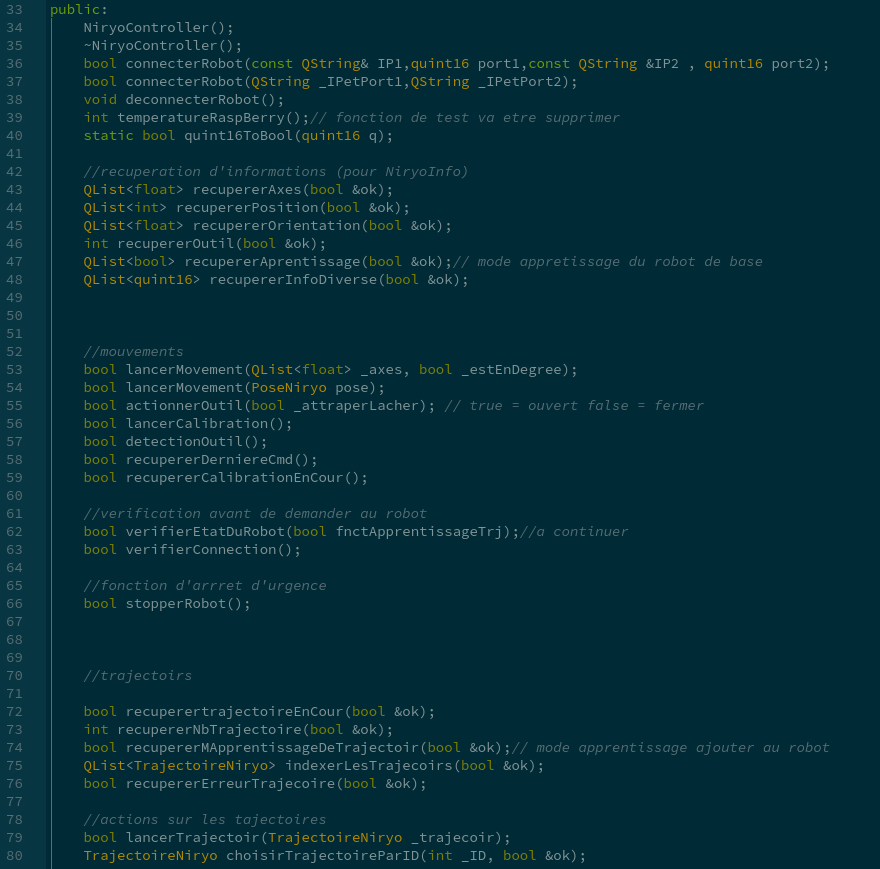 33 public:
34 NiryoController();
35 ~NiryoController();
36 bool connecterRobot(const QString& IP1,quint16 port1,const QString &IP2 , quint16 port2);
37 bool connecterRobot(QString _IPetPort1,QString _IPetPort2);
38 void deconnecterRobot();
39 int temperatureRaspBerry();// fonction de test va etre supprimer
40 static bool quint16ToBool(quint16 q);
41
42 //recuperation d'informations (pour NiryoInfo)
43 QList<float> recupererAxes(bool &ok);
44 QList<int> recupererPosition(bool &ok);
45 QList<float> recupererOrientation(bool &ok);
46 int recupererOutil(bool &ok);
47 QList<bool> recupererAprentissage(bool &ok);// mode appretissage du robot de base
48 QList<quint16> recupererInfoDiverse(bool &ok);
49
50
51
52 //mouvements
53 bool lancerMovement(QList<float> _axes, bool _estEnDegree);
54 bool lancerMovement(PoseNiryo pose);
55 bool actionnerOutil(bool _attraperLacher); // true = ouvert false = fermer
56 bool lancerCalibration();
57 bool detectionOutil();
58 bool recupererDerniereCmd();
59 bool recupererCalibrationEnCour();
60
61 //verification avant de demander au robot
62 bool verifierEtatDuRobot(bool fnctApprentissageTrj);//a continuer
63 bool verifierConnection();
64
65 //fonction d'arrret d'urgence
66 bool stopperRobot();
67
68
69
70 //trajectoirs
71
72 bool recuperertrajectoireEnCour(bool &ok);
73 int recupererNbTrajectoire(bool &ok);
74 bool recupererMApprentissageDeTrajectoir(bool &ok);// mode apprentissage ajouter au robot
75 QList<TrajectoireNiryo> indexerLesTrajecoirs(bool &ok);
76 bool recupererErreurTrajecoire(bool &ok);
77
78 //actions sur les tajectoires
79 bool lancerTrajectoir(TrajectoireNiryo _trajecoir);
80 TrajectoireNiryo choisirTrajectoireParID(int _ID, bool &ok);